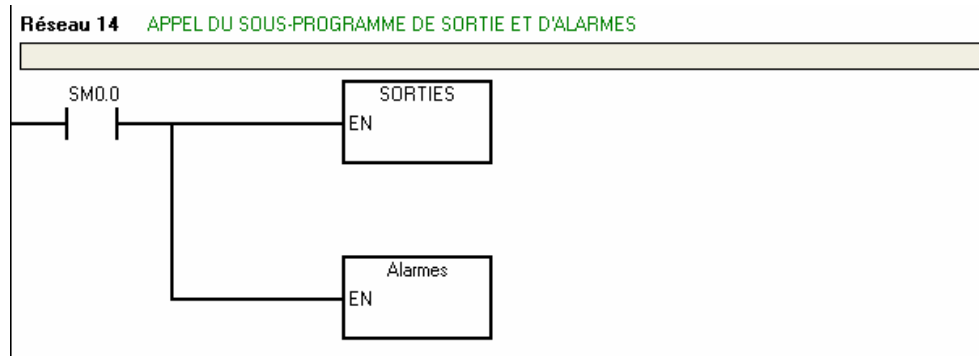 Réseau 14 APPEL DU SOUS-PROGRAMME DE SORTIE ET D'ALARMES
SM0.0
SORTIES
EN
Alarmes
EN